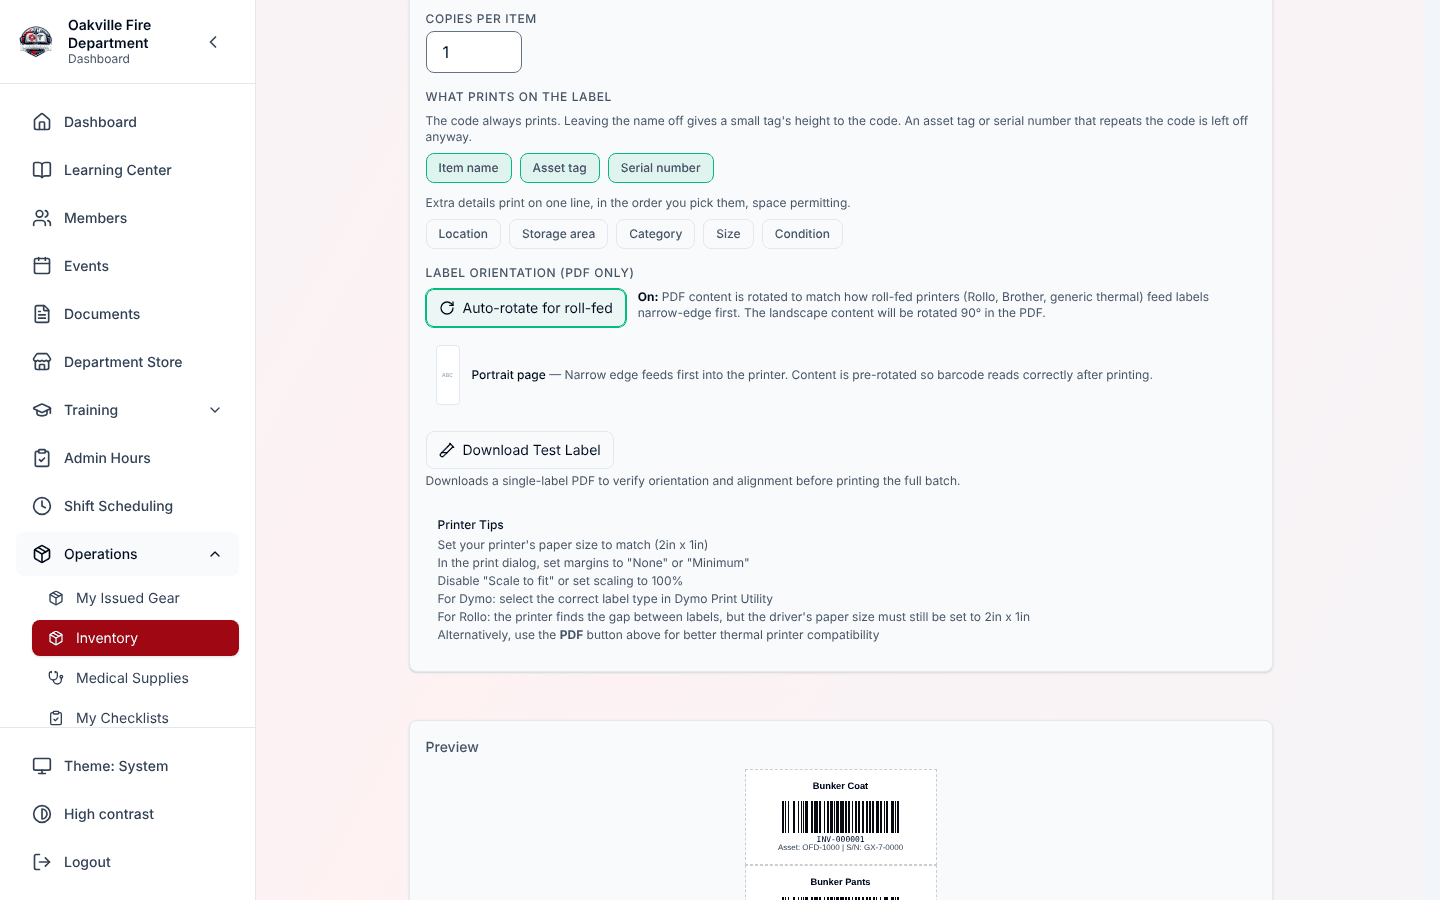 Oakville Fire
Department
Dashboard
Dashboard
Learning Center
Members
Events
Documents
Department Store
Training
Admin Hours
Shift Scheduling
Operations
My Issued Gear
Inventory
Medical Supplies
My Checklists
Theme: System
High contrast
Logout
COPIES PER ITEM
1
WHAT PRINTS ON THE LABEL
The code always prints. Leaving the name off gives a small tag's height to the code. An asset tag or serial number that repeats the code is left off
anyway.
Item name Asset tag Serial number
Extra details print on one line, in the order you pick them, space permitting.
Location Storage area Category Size Condition
LABEL ORIENTATION (PDF ONLY)
Auto-rotate for roll-fed
On: PDF content is rotated to match how roll-fed printers (Rollo, Brother, generic thermal) feed labels
narrow-edge first. The landscape content will be rotated 90° in the PDF.
ABC
Portrait page — Narrow edge feeds first into the printer. Content is pre-rotated so barcode reads correctly after printing.
Download Test Label
Downloads a single-label PDF to verify orientation and alignment before printing the full batch.
Printer Tips
Set your printer's paper size to match (2in x 1in)
In the print dialog, set margins to "None" or "Minimum"
Disable "Scale to fit" or set scaling to 100%
For Dymo: select the correct label type in Dymo Print Utility
For Rollo: the printer finds the gap between labels, but the driver's paper size must still be set to 2in x 1in
Alternatively, use the PDF button above for better thermal printer compatibility
Preview
Bunker Coat
INV-000001
Asset: OFD-1000 | S/N: GX-7-0000
Bunker Pants